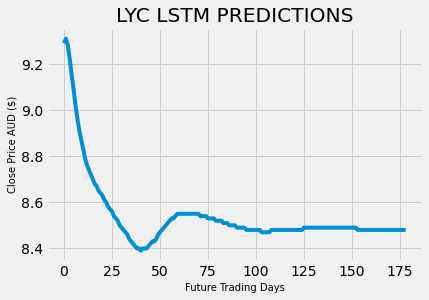 LYC LSTM PREDICTIONS
Close Price AUD ($)
9.2
9.0
8.8
8.6
8.4
0 25 50 75 100 125 150 175
Future Trading Days